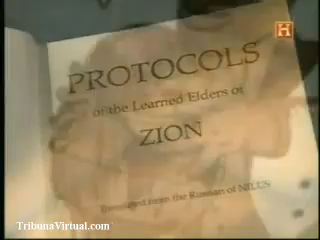 H
PROTOCOLS
of the Learned Elders of
ZION
Translated from the Russian of NILUS
TribunaVirtual.com